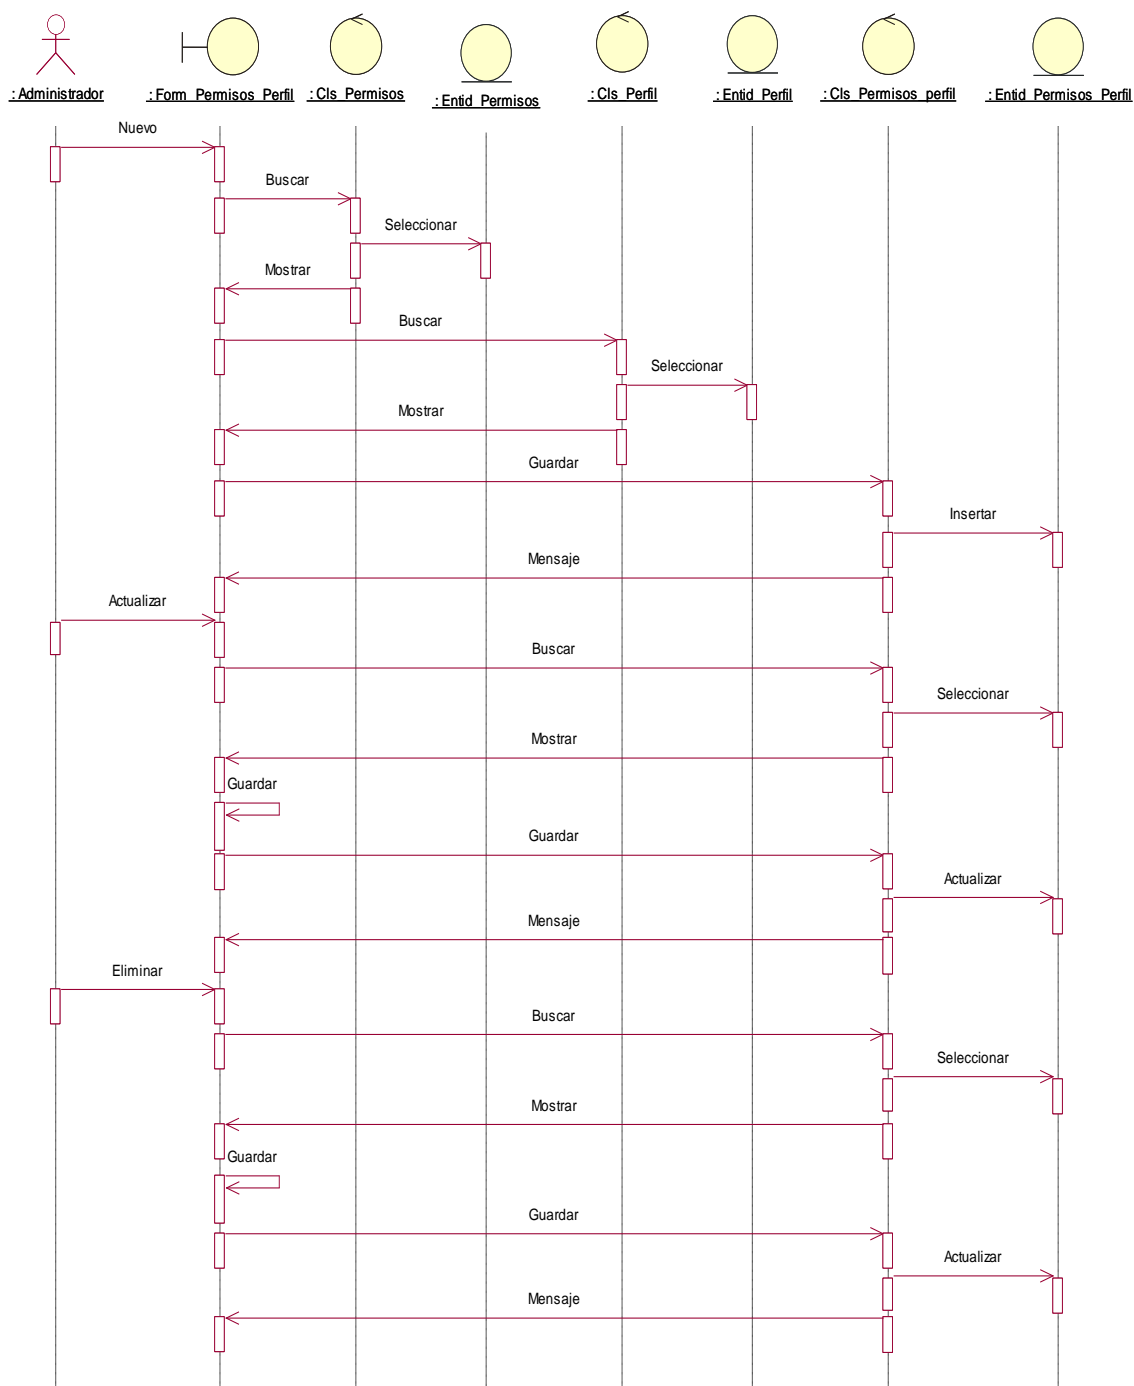 : Administrador
: Form_Permisos_Perfil
: Cls_Permisos
: Entid_Permisos
: Cls_Perfil
: Entid_Perfil
: Cls_Permisos_perfil
: Entid_Permisos_Perfil
Nuevo
Buscar
Seleccionar
Mostrar
Buscar
Seleccionar
Mostrar
Guardar
Insertar
Mensaje
Actualizar
Buscar
Seleccionar
Mostrar
Guardar
Guardar
Actualizar
Mensaje
Eliminar
Buscar
Seleccionar
Mostrar
Guardar
Guardar
Actualizar
Mensaje